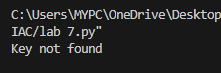 C:\Users\MYPC\OneDrive\Desktop
IAC/lab 7.py"
Key not found